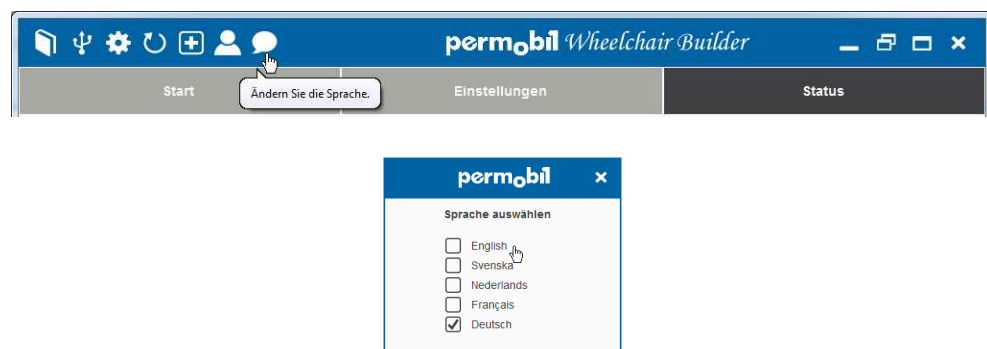 permobil Wheelchair Builder
Start Einstellungen Status
Ändern Sie die Sprache.
permobil
Sprache auswählen
English
Svenska
Nederlands
Français
Deutsch